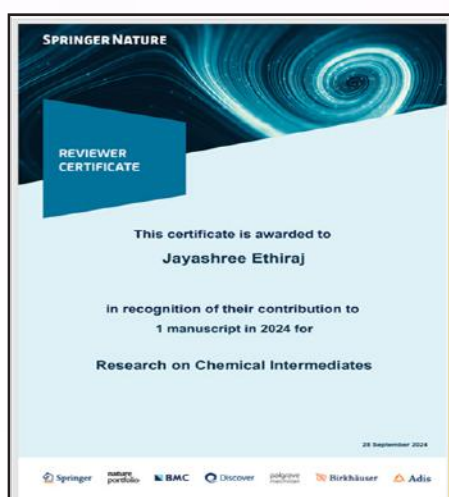 SPRINGER NATURE
REVIEWER
CERTIFICATE
This certificate is awarded to
Jayashree Ethiraj
in recognition of their contribution to
1 manuscript in 2024 for
Research on Chemical Intermediates
28 September 2024
Springer nature portfolio BMC Discover palgrave macmillan Birkhäuser Adis